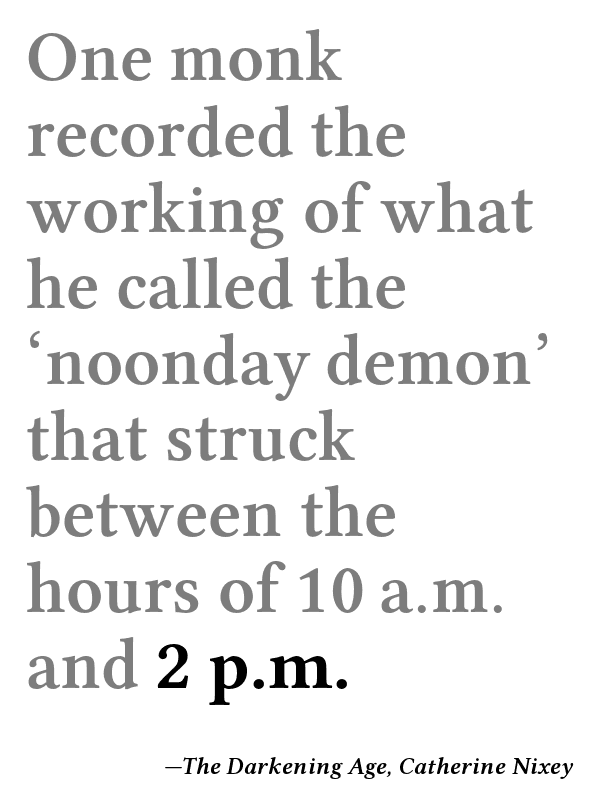 One monk
recorded the
working of what
he called the
‘noonday demon’
that struck
between the
hours of 10 a.m.
and 2 p.m.
—The Darkening Age, Catherine Nixey